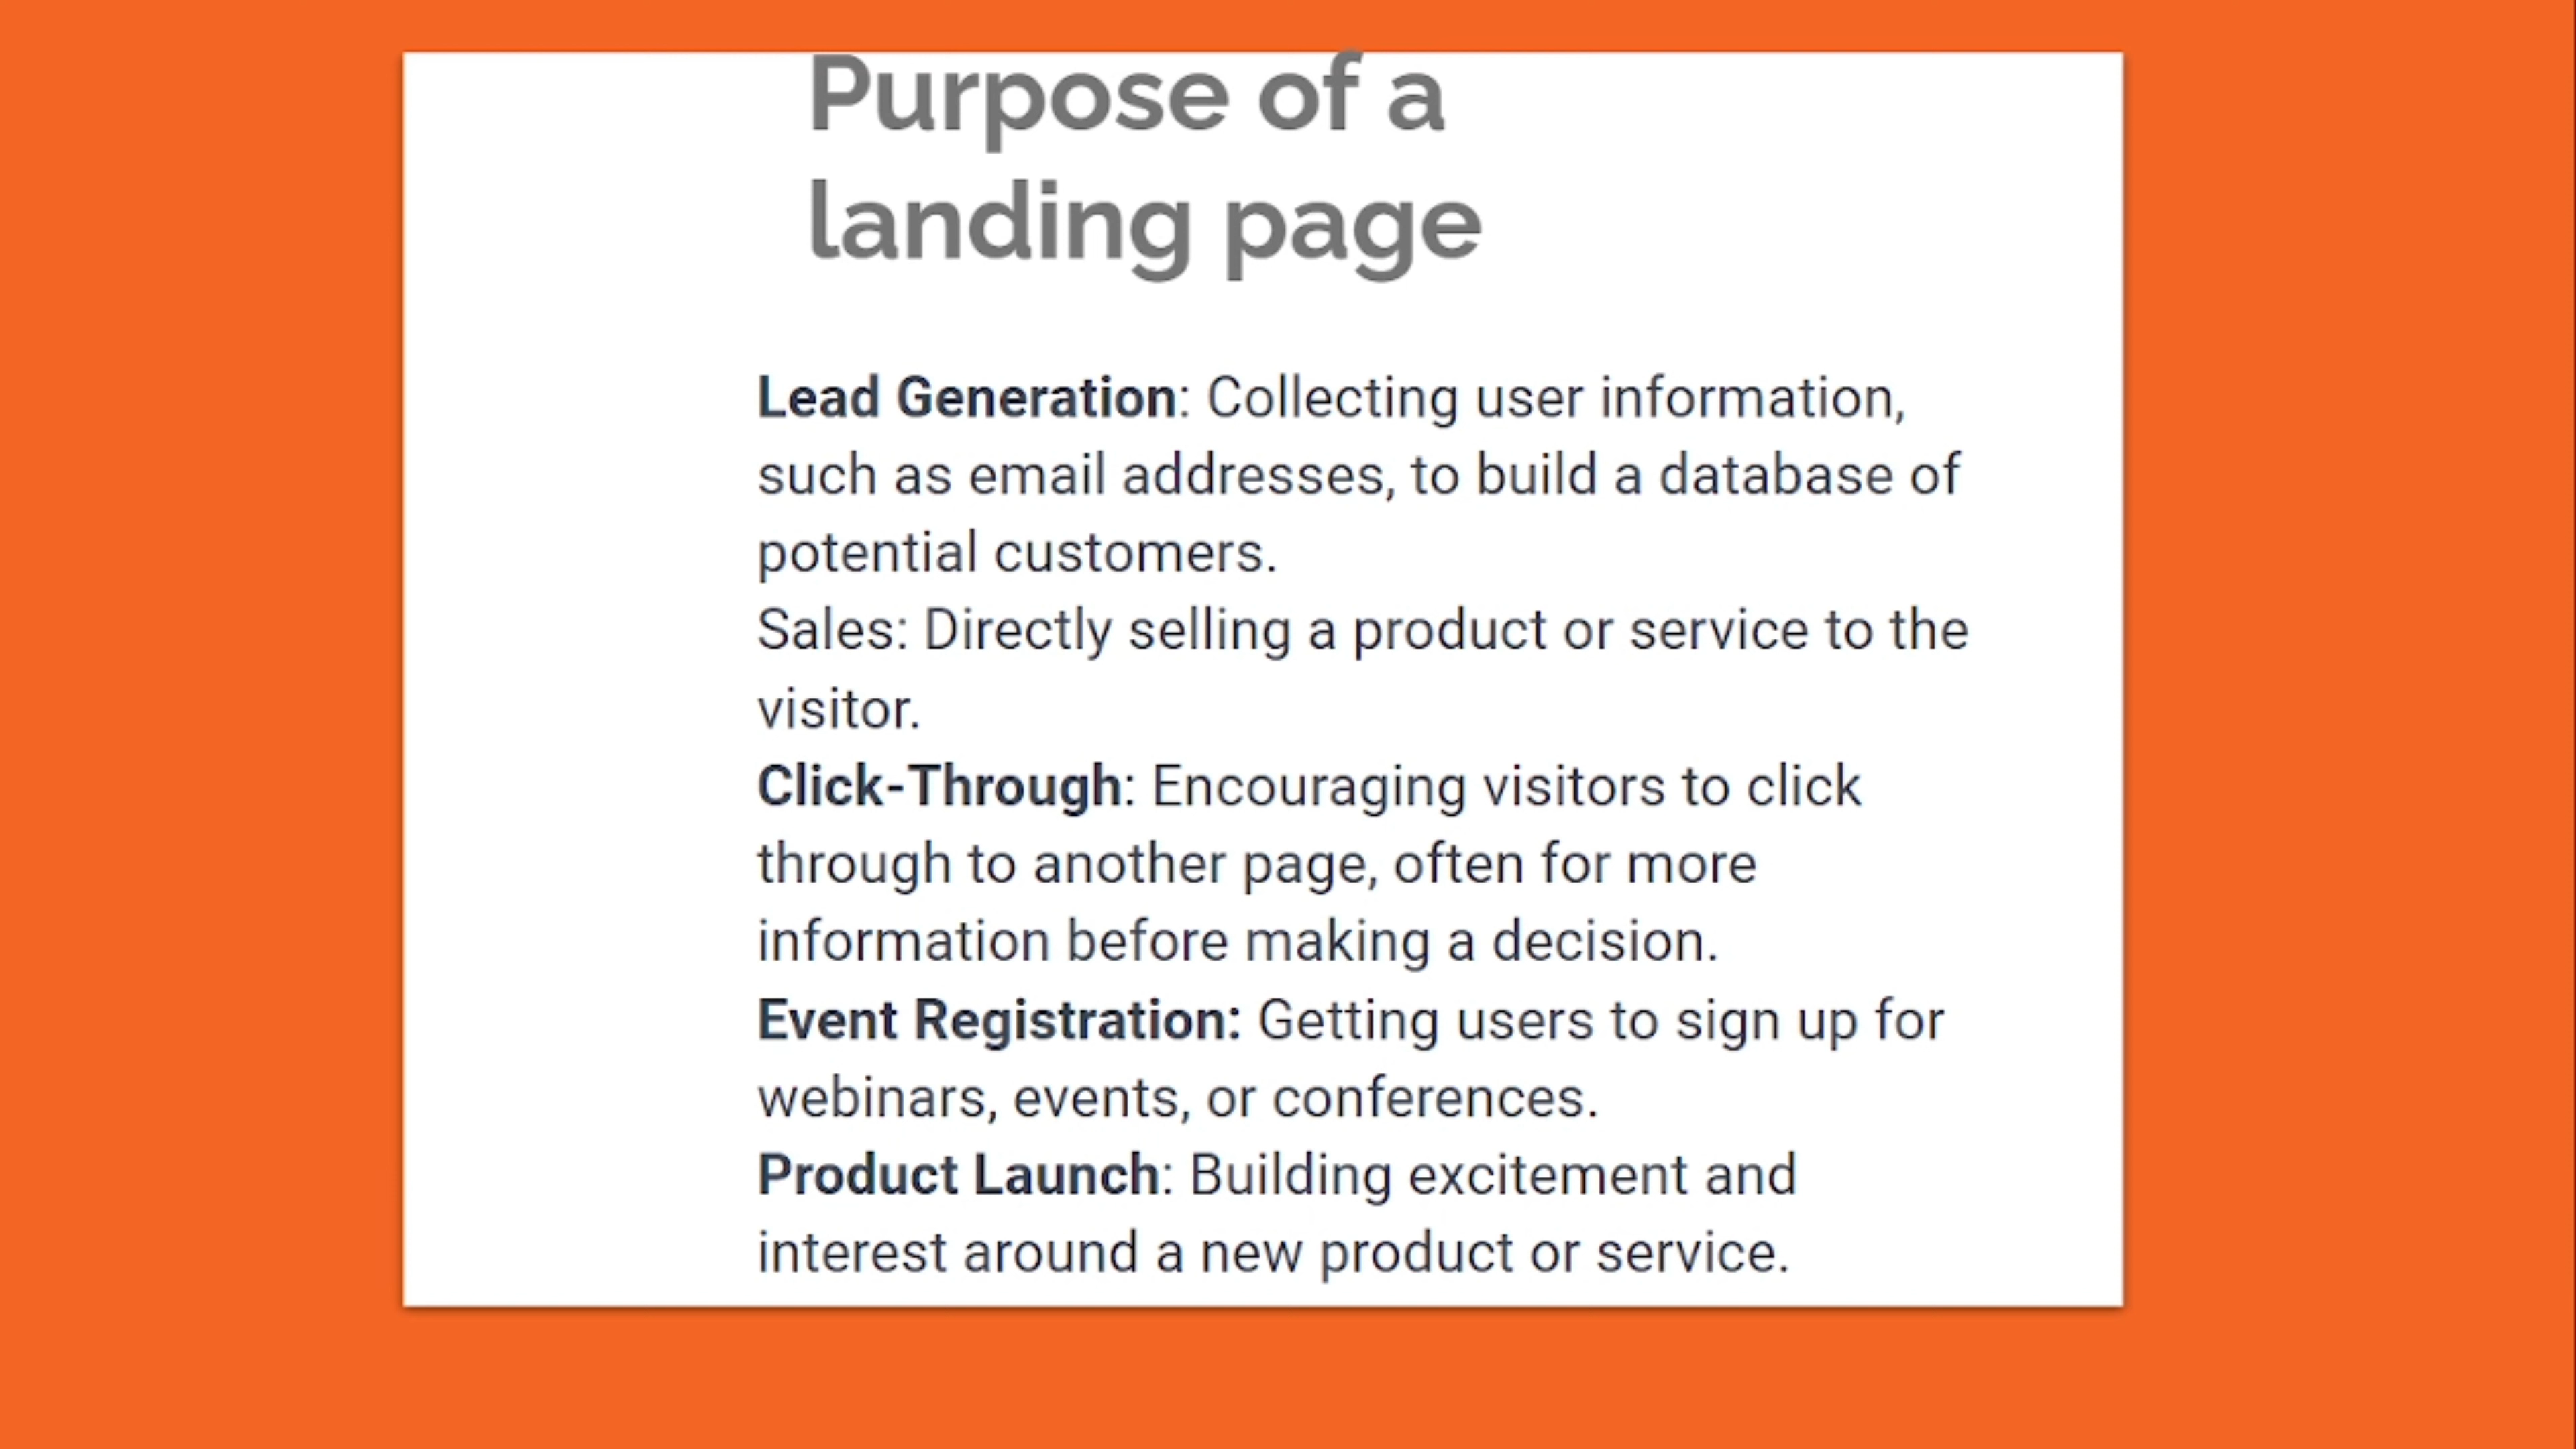 Purpose of a
landing page
Lead Generation: Collecting user information,
such as email addresses, to build a database of
potential customers.
Sales: Directly selling a product or service to the
visitor.
Click-Through: Encouraging visitors to click
through to another page, often for more
information before making a decision.
Event Registration: Getting users to sign up for
webinars, events, or conferences.
Product Launch: Building excitement and
interest around a new product or service.